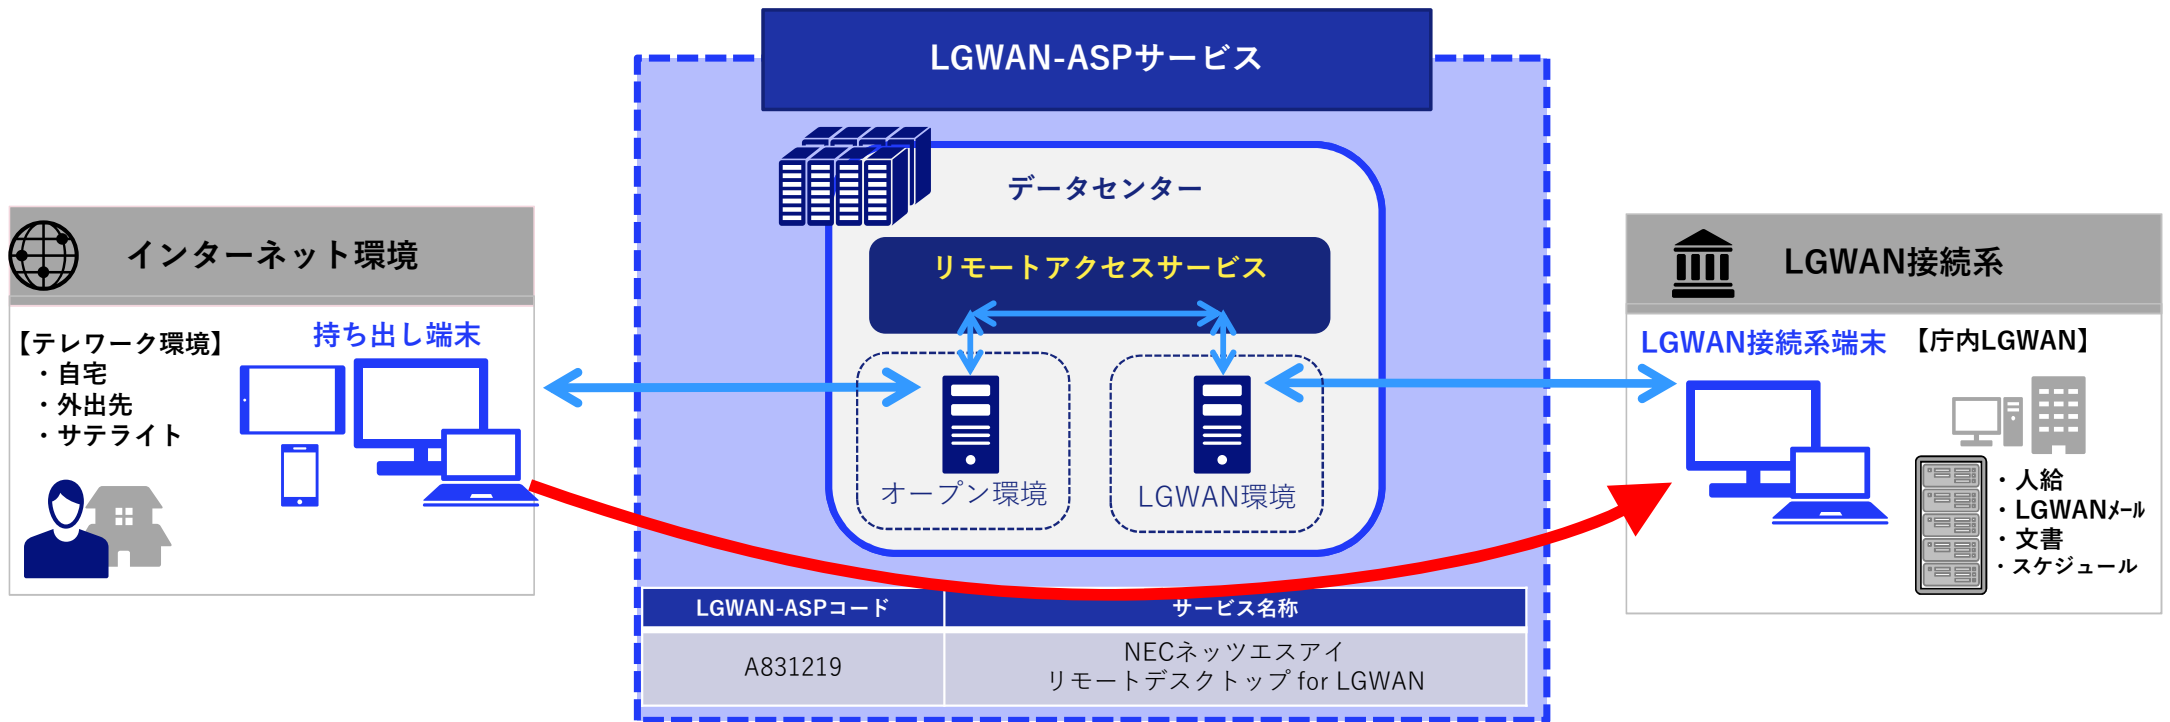 LGWAN-ASPサービス
データセンター
リモートアクセスサービス
オープン環境
LGWAN環境
インターネット環境
【テレワーク環境】
・自宅
・外出先
・サテライト
持ち出し端末
LGWAN接続系
LGWAN接続系端末
【庁内LGWAN】
・人給
・LGWANﾒｰﾙ
・文書
・スケジュール
LGWAN-ASPコード
サービス名称
A831219
NECネッツエスアイ
リモートデスクトップ for LGWAN